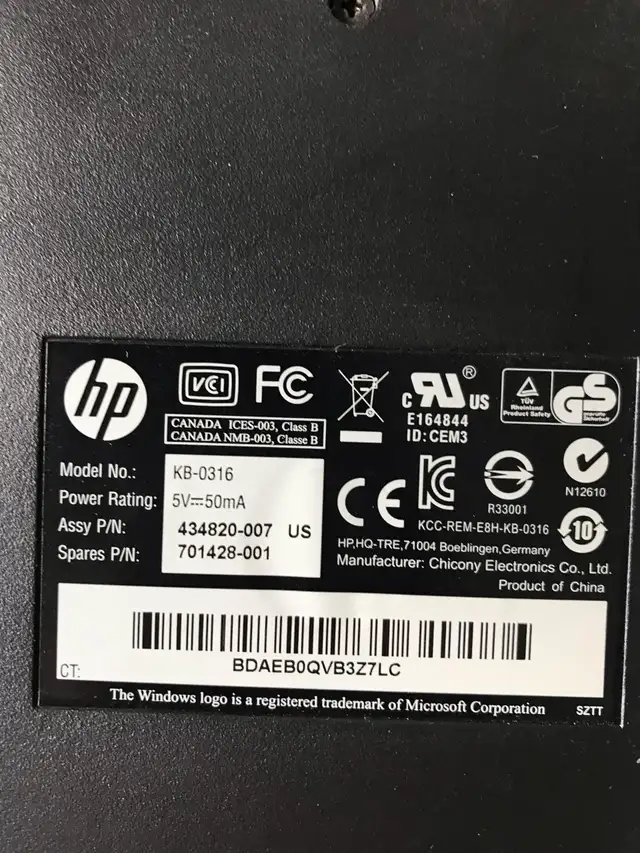 hp
VCI FC
CANADA ICES-003, Class B
CANADA NMB-003, Classe B
c RU US ®
E164844
ID: CEM3
TÜV
Rheinland
Product Safety
GS
geprüfte
Sicherheit
Model No.: KB-0316
Power Rating: 5V⎓50mA
Assy P/N: 434820-007 US
Spares P/N: 701428-001
CE
KCC-REM-E8H-KB-0316
R33001
N12610
10
HP,HQ-TRE,71004 Boeblingen,Germany
Manufacturer: Chicony Electronics Co., Ltd.
Product of China
BDAEB0QVB3Z7LC
CT:
The Windows logo is a registered trademark of Microsoft Corporation
SZTT